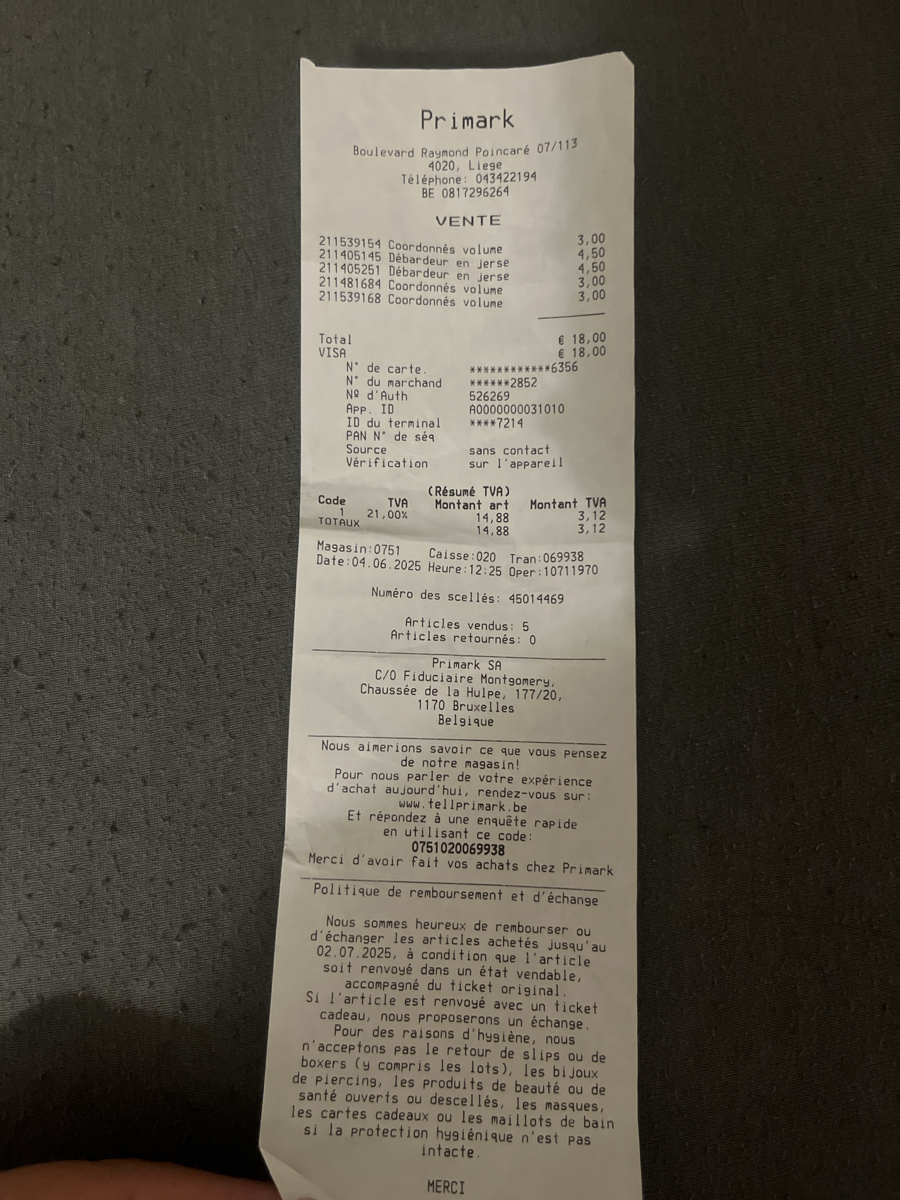 Primark
Boulevard Raymond Poincaré 07/113
4020, Liege
Téléphone: 043422194
BE 0817296264
VENTE
211539154 Coordonnés volume 3,00
211405145 Débardeur en jerse 4,50
211405251 Débardeur en jerse 4,50
211481684 Coordonnés volume 3,00
211539168 Coordonnés volume 3,00
Total € 18,00
VISA € 18,00
N° de carte. ************6356
N° du marchand ******2852
Nº d'Auth 526269
App. ID A0000000031010
ID du terminal ****7214
PAN N° de séq
Source sans contact
Vérification sur l'appareil
(Résumé TVA)
Code TVA Montant art Montant TVA
1 21,00% 14,88 3,12
TOTAUX 14,88 3,12
Magasin:0751 Caisse:020 Tran:069938
Date:04.06.2025 Heure:12:25 Oper:10711970
Numéro des scellés: 45014469
Articles vendus: 5
Articles retournés: 0
Primark SA
C/O Fiduciaire Montgomery,
Chaussée de la Hulpe, 177/20,
1170 Bruxelles
Belgique
Nous aimerions savoir ce que vous pensez
de notre magasin!
Pour nous parler de votre expérience
d'achat aujourd'hui, rendez-vous sur:
www.tellprimark.be
Et répondez à une enquête rapide
en utilisant ce code:
0751020069938
Merci d'avoir fait vos achats chez Primark
Politique de remboursement et d'échange
Nous sommes heureux de rembourser ou
d'échanger les articles achetés jusqu'au
02.07.2025, à condition que l'article
soit renvoyé dans un état vendable,
accompagné du ticket original.
Si l'article est renvoyé avec un ticket
cadeau, nous proposerons un échange.
Pour des raisons d'hygiène, nous
n'acceptons pas le retour de slips ou de
boxers (y compris les lots), les bijoux
de piercing, les produits de beauté ou de
santé ouverts ou descellés, les masques,
les cartes cadeaux ou les maillots de bain
si la protection hygiénique n'est pas
intacte.
MERCI